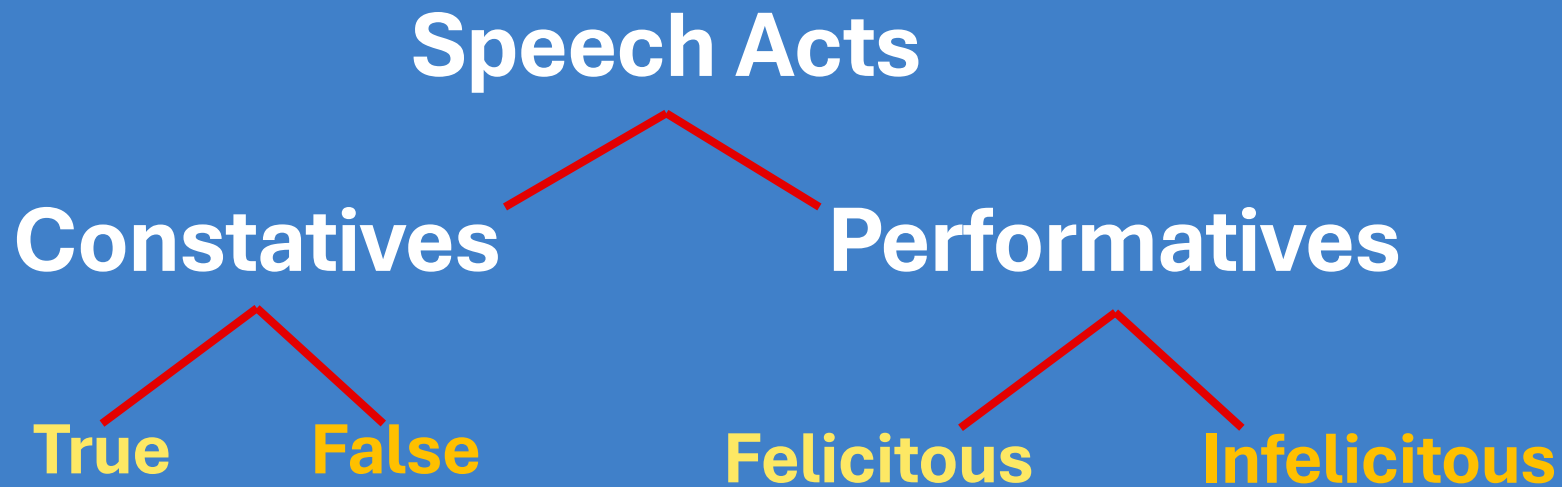 Speech Acts
Constatives Performatives
True False Felicitous Infelicitous